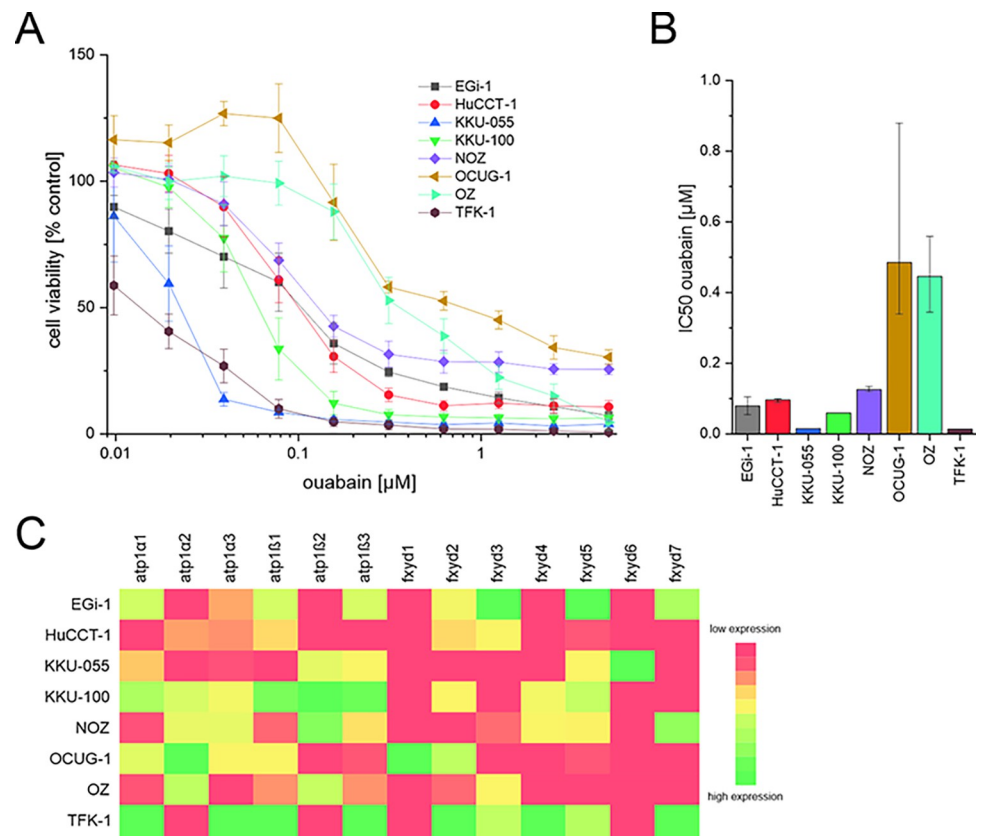 A
150
100
50
0
cell viability [% control]
0.01
0.1
1
ouabain [µM]
EGi-1
HuCCT-1
KKU-055
KKU-100
NOZ
OCUG-1
OZ
TFK-1
B
1.0
0.8
0.6
0.4
0.2
0.0
IC50 ouabain [µM]
EGi-1
HuCCT-1
KKU-055
KKU-100
NOZ
OCUG-1
OZ
TFK-1
C
atp1α1
atp1α2
atp1α3
atp1ß1
atp1ß2
atp1ß3
fxyd1
fxyd2
fxyd3
fxyd4
fxyd5
fxyd6
fxyd7
EGi-1
HuCCT-1
KKU-055
KKU-100
NOZ
OCUG-1
OZ
TFK-1
low expression
high expression